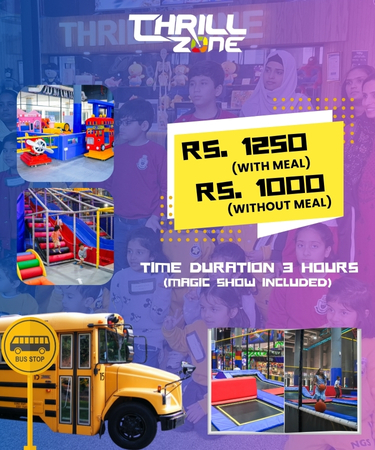 THRILL
ZONE
RS. 1250
(WITH MEAL)
RS. 1000
(WITHOUT MEAL)
TIME DURATION 3 HOURS
(MAGIC SHOW INCLUDED)
BUS STOP
15